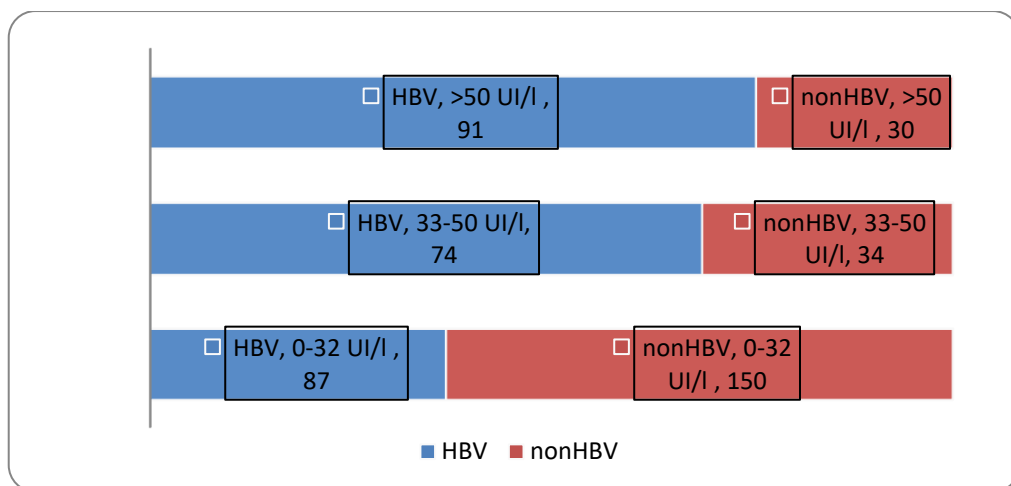 HBV, >50 UI/l ,
91
nonHBV, >50
UI/l , 30
HBV, 33-50 UI/l,
74
nonHBV, 33-50
UI/l, 34
HBV, 0-32 UI/l ,
87
nonHBV, 0-32
UI/l , 150
HBV nonHBV